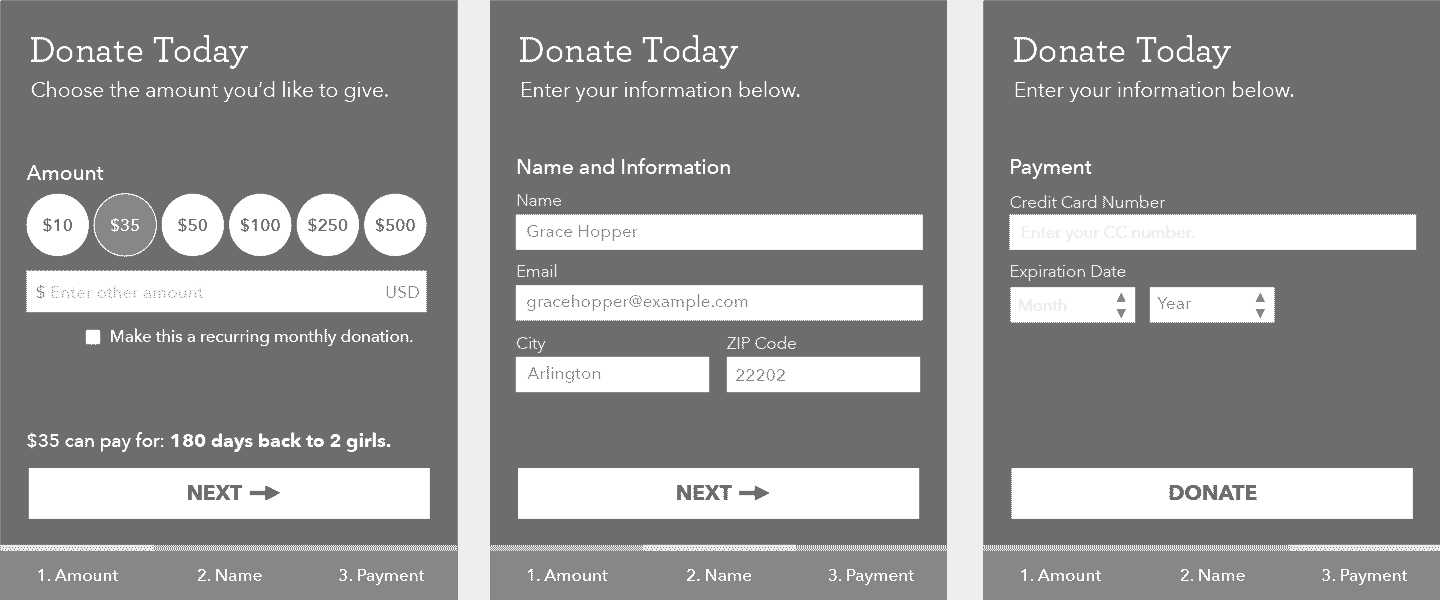 Donate Today
Choose the amount you'd like to give.
Amount
$10 $35 $50 $100 $250 $500
$ Enter other amount USD
Make this a recurring monthly donation.
$35 can pay for: 180 days back to 2 girls.
NEXT
1. Amount 2. Name 3. Payment
Donate Today
Enter your information below.
Name and Information
Name
Grace Hopper
Email
gracehopper@example.com
City ZIP Code
Arlington 22202
NEXT
1. Amount 2. Name 3. Payment
Donate Today
Enter your information below.
Payment
Credit Card Number
Enter your CC number.
Expiration Date
Month Year
DONATE
1. Amount 2. Name 3. Payment